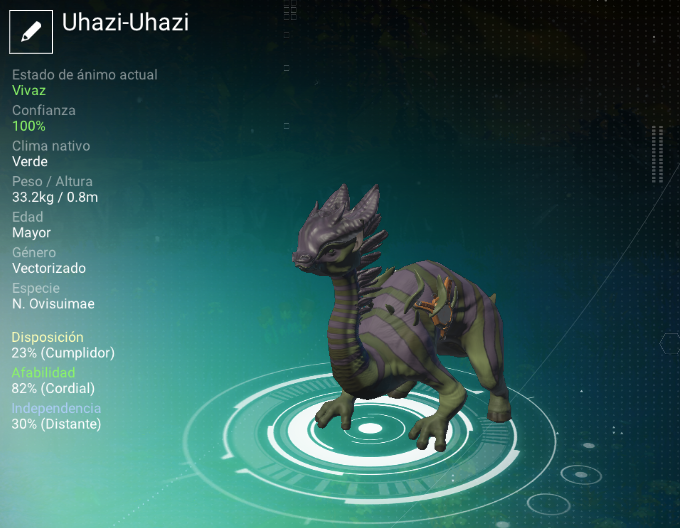 Uhazi-Uhazi
Estado de ánimo actual
Vivaz
Confianza
100%
Clima nativo
Verde
Peso / Altura
33.2kg / 0.8m
Edad
Mayor
Género
Vectorizado
Especie
N. Ovisuimae
Disposición
23% (Cumplidor)
Afabilidad
82% (Cordial)
Independencia
30% (Distante)